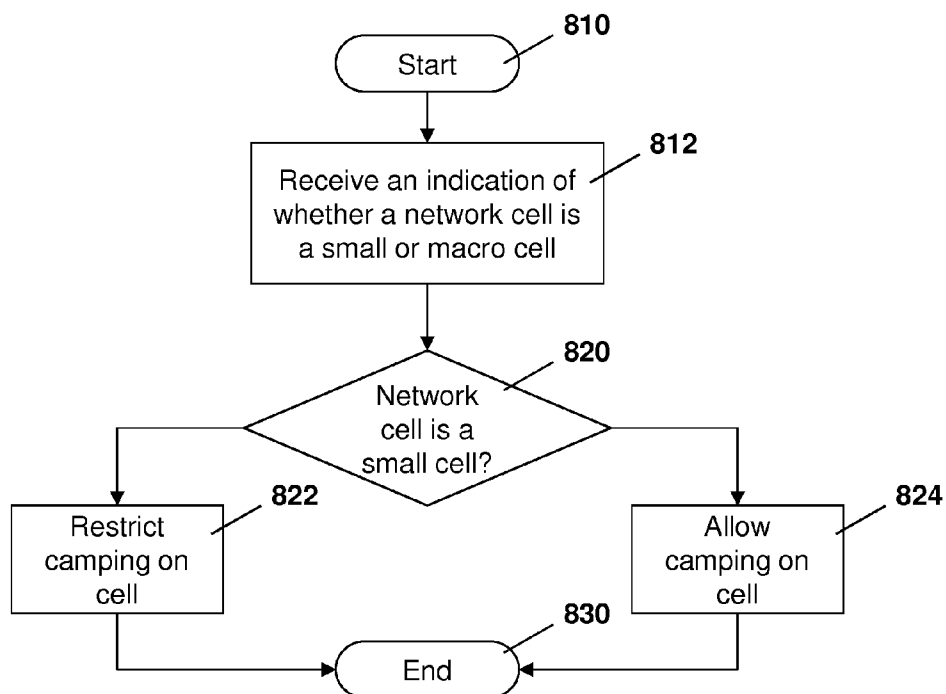 810
Start
812
Receive an indication of
whether a network cell is
a small or macro cell
820
Network
cell is a
small cell?
822
Restrict
camping on
cell
824
Allow
camping on
cell
830
End